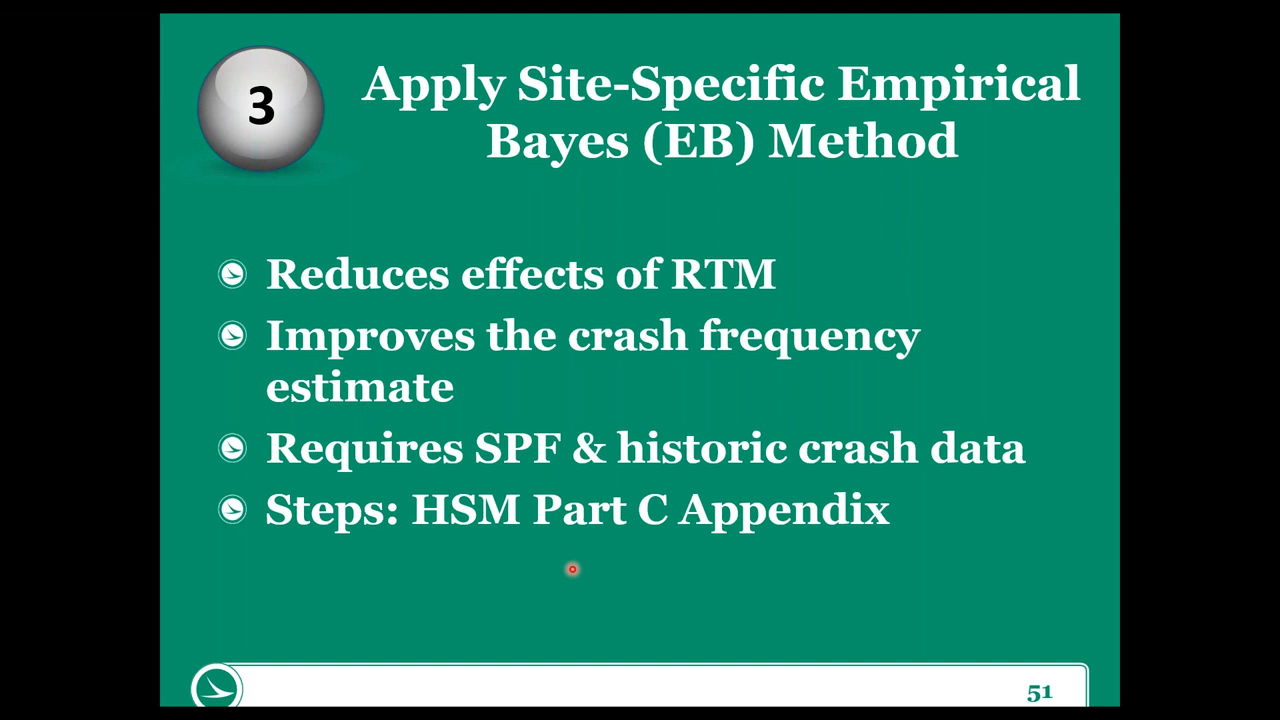 3
Apply Site-Specific Empirical
Bayes (EB) Method
Reduces effects of RTM
Improves the crash frequency
estimate
Requires SPF & historic crash data
Steps: HSM Part C Appendix
51